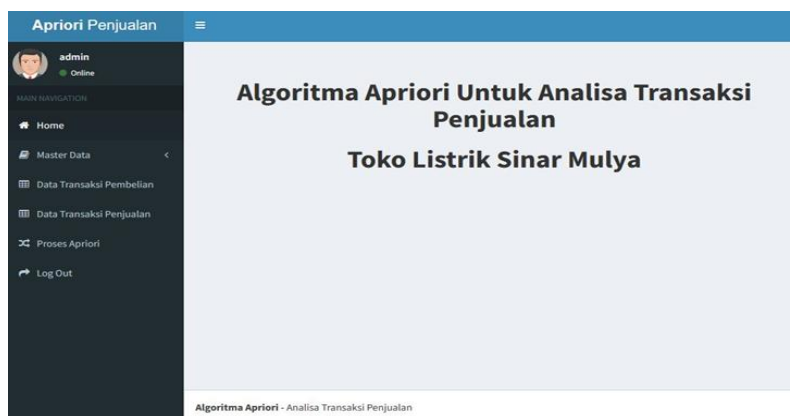 Apriori Penjualan
admin
Online
MAIN NAVIGATION
Home
Master Data
Data Transaksi Pembelian
Data Transaksi Penjualan
Proses Apriori
Log Out
Algoritma Apriori Untuk Analisa Transaksi
Penjualan
Toko Listrik Sinar Mulya
Algoritma Apriori - Analisa Transaksi Penjualan